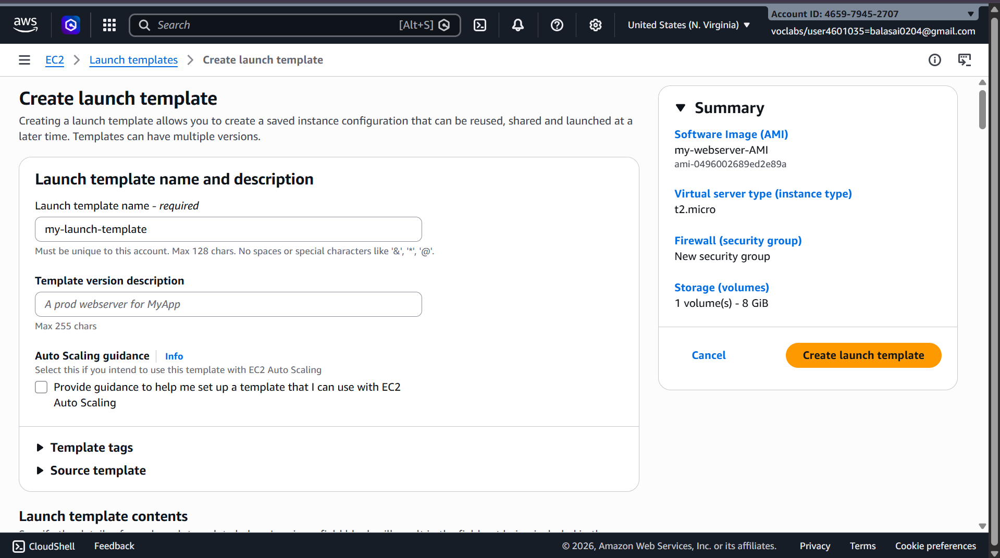 aws
Search
[Alt+S]
United States (N. Virginia)
Account ID: 4659-7945-2707
voclabs/user4601035=balasai0204@gmail.com
EC2
Launch templates
Create launch template
Create launch template
Creating a launch template allows you to create a saved instance configuration that can be reused, shared and launched at a
later time. Templates can have multiple versions.
Launch template name and description
Launch template name - required
my-launch-template
Must be unique to this account. Max 128 chars. No spaces or special characters like '&', '*', '@'.
Template version description
A prod webserver for MyApp
Max 255 chars
Auto Scaling guidance
Info
Select this if you intend to use this template with EC2 Auto Scaling
Provide guidance to help me set up a template that I can use with EC2
Auto Scaling
Template tags
Source template
Launch template contents
Summary
Software Image (AMI)
my-webserver-AMI
ami-0496002689ed2e89a
Virtual server type (instance type)
t2.micro
Firewall (security group)
New security group
Storage (volumes)
1 volume(s) - 8 GiB
Cancel
Create launch template
CloudShell
Feedback
© 2026, Amazon Web Services, Inc. or its affiliates.
Privacy
Terms
Cookie preferences